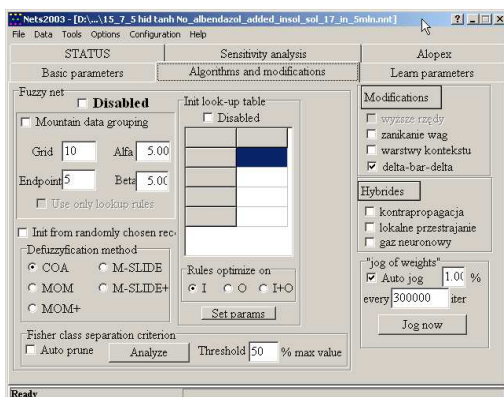 Nets2003 - [D:\...\15_7_5 hid tanh No_albendazol_added_insol_sol_17_in_5mln.nnt]
File Data Tools Options Configuration Help
STATUS Sensitivity analysis Alopex
Basic parameters Algorithms and modifications Learn parameters
Fuzzy net
Disabled
Mountain data grouping
Grid 10 Alfa 5.00
Endpoint 5 Beta 5.00
Use only lookup rules
Init from randomly chosen rec
Defuzzyfication method
COA M-SLIDE
MOM M-SLIDE+
MOM+
Init look-up table
Disabled
Rules optimize on
I O I+O
Set params
Fisher class separation criterion
Auto prune Analyze Threshold 50 % max value
Modifications
wyższe rzędy
zanikanie wag
warstwy kontekstu
delta-bar-delta
Hybrides
kontrapropagacja
lokalne przestrajanie
gaz neuronowy
"jog of weights"
Auto jog 1.00 %
every 300000 iter
Jog now
Ready